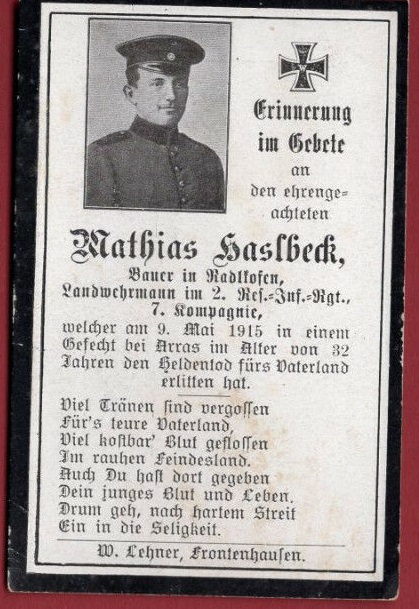 W
Erinnerung
im Gebete
an
den ehrenge-
achteten
Mathias Haslbeck,
Bauer in Radlkofen,
Landwehrmann im 2. Res.-Inf.-Rgt.,
7. Kompagnie,
welcher am 9. Mai 1915 in einem
Gefecht bei Arras im Alter von 32
Jahren den Heldentod fürs Vaterland
erlitten hat.
Viel Tränen sind vergossen
Für's teure Vaterland,
Viel kostbar' Blut geflossen
Im rauhen Feindesland.
Auch Du hast dort gegeben
Dein junges Blut und Leben.
Drum geh, nach hartem Streit
Ein in die Seligkeit.
W. Lehner, Frontenhausen.